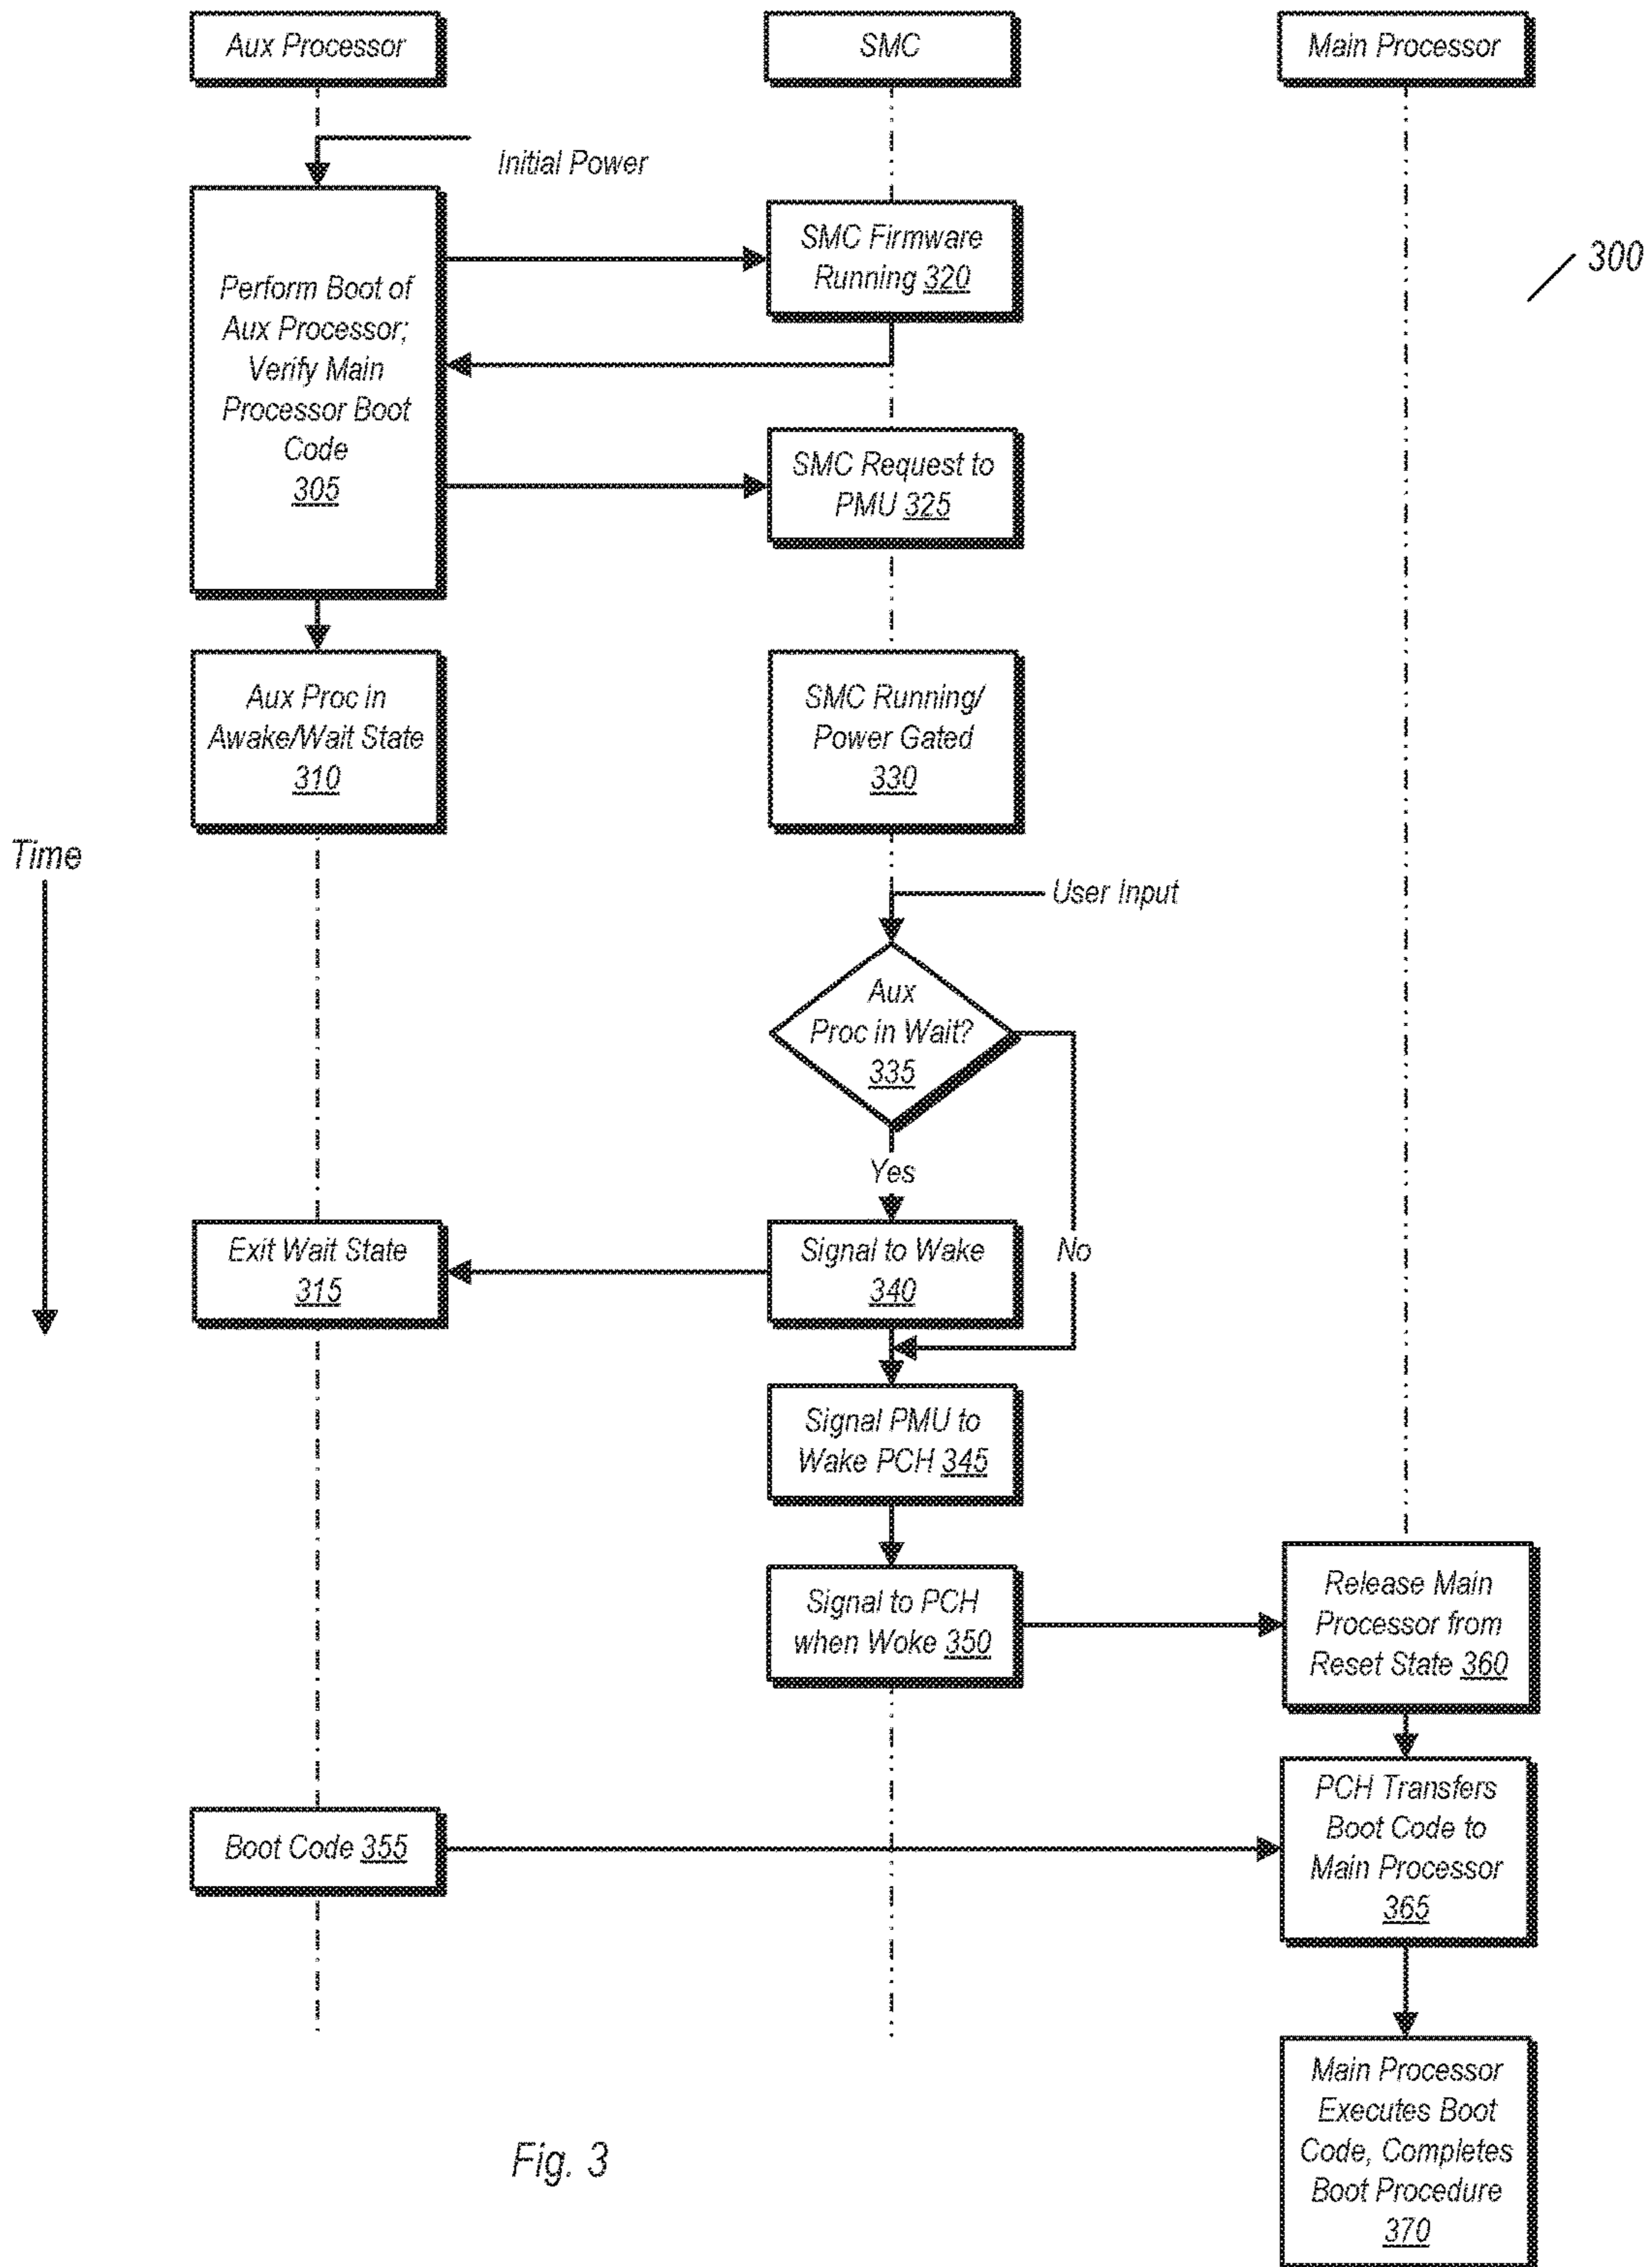 Aux Processor
SMC
Main Processor
Initial Power
SMC Firmware
Running 320
300
Perform Boot of
Aux Processor;
Verify Main
Processor Boot
Code
305
SMC Request to
PMU 325
Aux Proc in
Awake/Wait State
310
SMC Running/
Power Gated
330
Time
User Input
Aux
Proc in Wait?
335
Yes
No
Exit Wait State
315
Signal to Wake
340
Signal PMU to
Wake PCH 345
Signal to PCH
when Woke 350
Release Main
Processor from
Reset State 360
Boot Code 355
PCH Transfers
Boot Code to
Main Processor
365
Main Processor
Executes Boot
Code, Completes
Boot Procedure
370
Fig. 3